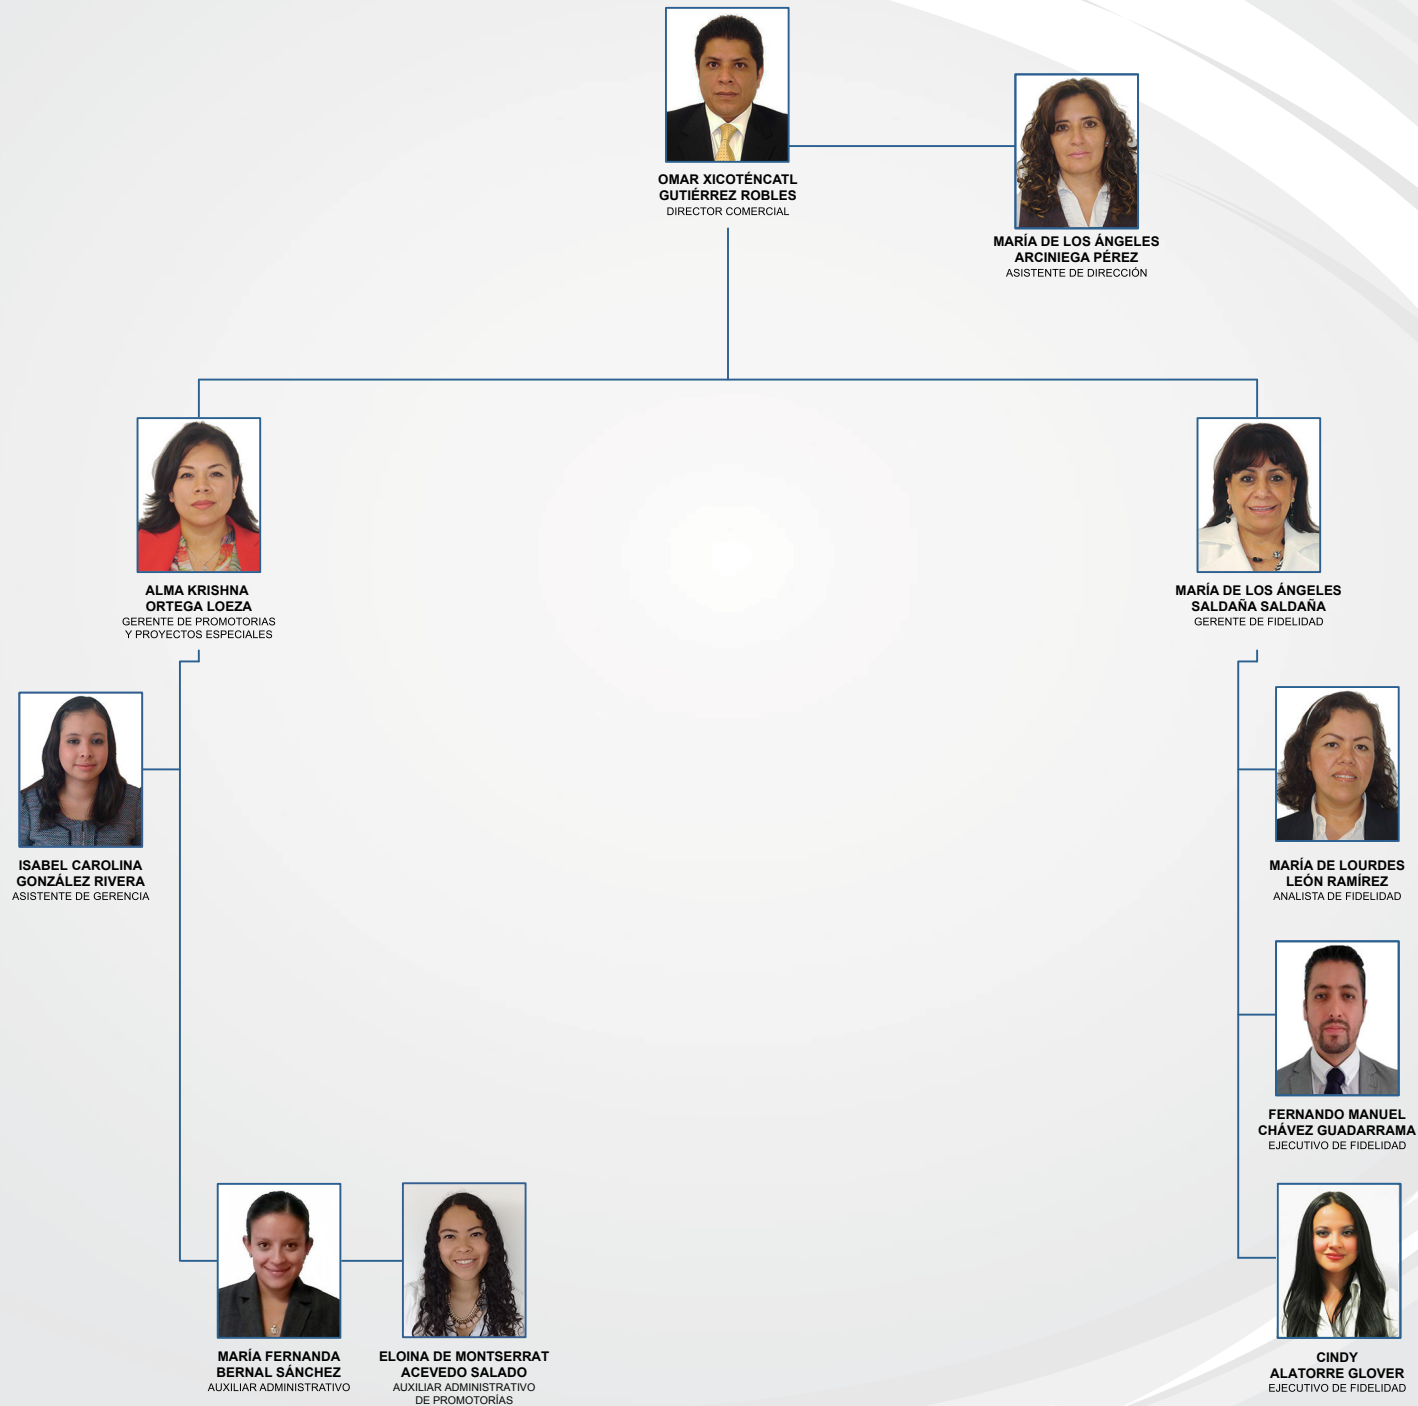 OMAR XICOTÉNCATL
GUTIÉRREZ ROBLES
DIRECTOR COMERCIAL
MARÍA DE LOS ÁNGELES
ARCINIEGA PÉREZ
ASISTENTE DE DIRECCIÓN
ALMA KRISHNA
ORTEGA LOEZA
GERENTE DE PROMOTORIAS
Y PROYECTOS ESPECIALES
MARÍA DE LOS ÁNGELES
SALDAÑA SALDAÑA
GERENTE DE FIDELIDAD
ISABEL CAROLINA
GONZÁLEZ RIVERA
ASISTENTE DE GERENCIA
MARÍA DE LOURDES
LEÓN RAMÍREZ
ANALISTA DE FIDELIDAD
FERNANDO MANUEL
CHÁVEZ GUADARRAMA
EJECUTIVO DE FIDELIDAD
MARÍA FERNANDA
BERNAL SÁNCHEZ
AUXILIAR ADMINISTRATIVO
ELOINA DE MONTSERRAT
ACEVEDO SALADO
AUXILIAR ADMINISTRATIVO
DE PROMOTORÍAS
CINDY
ALATORRE GLOVER
EJECUTIVO DE FIDELIDAD